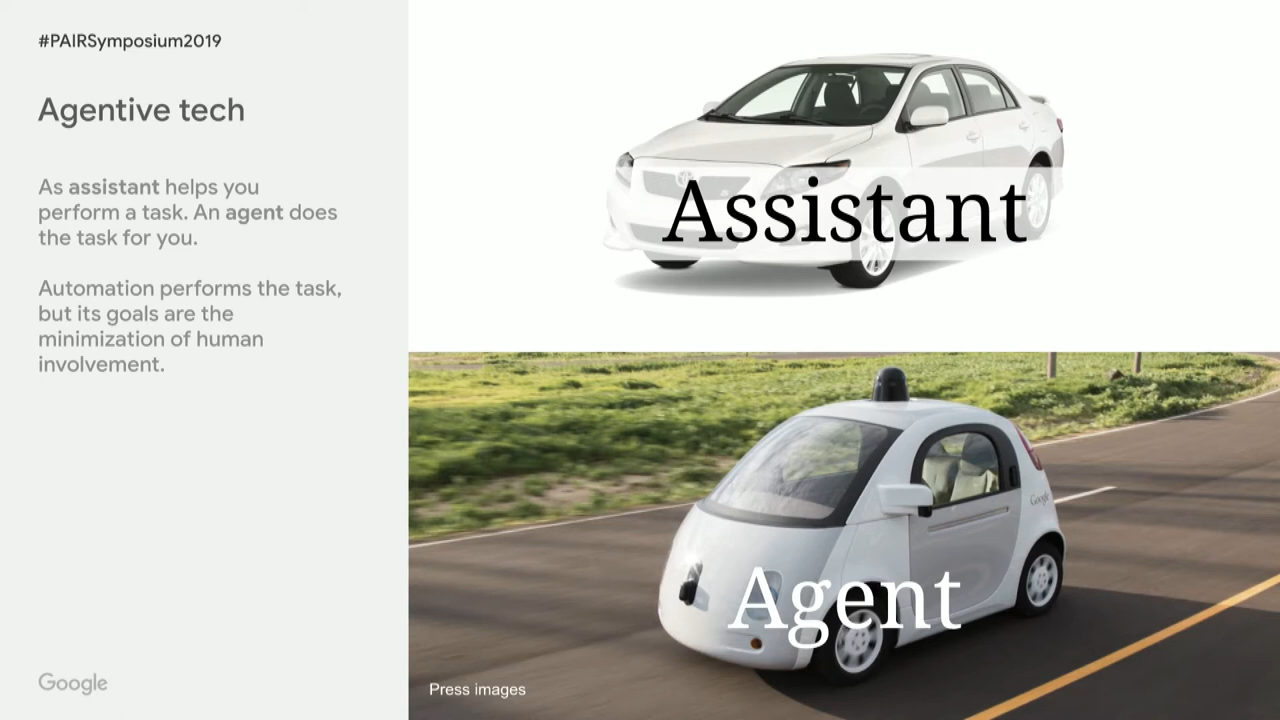 #PAIRSymposium2019
Agentive tech
As assistant helps you
perform a task. An agent does
the task for you.
Automation performs the task,
but its goals are the
minimization of human
involvement.
Google
Assistant
Google
Agent
Press images